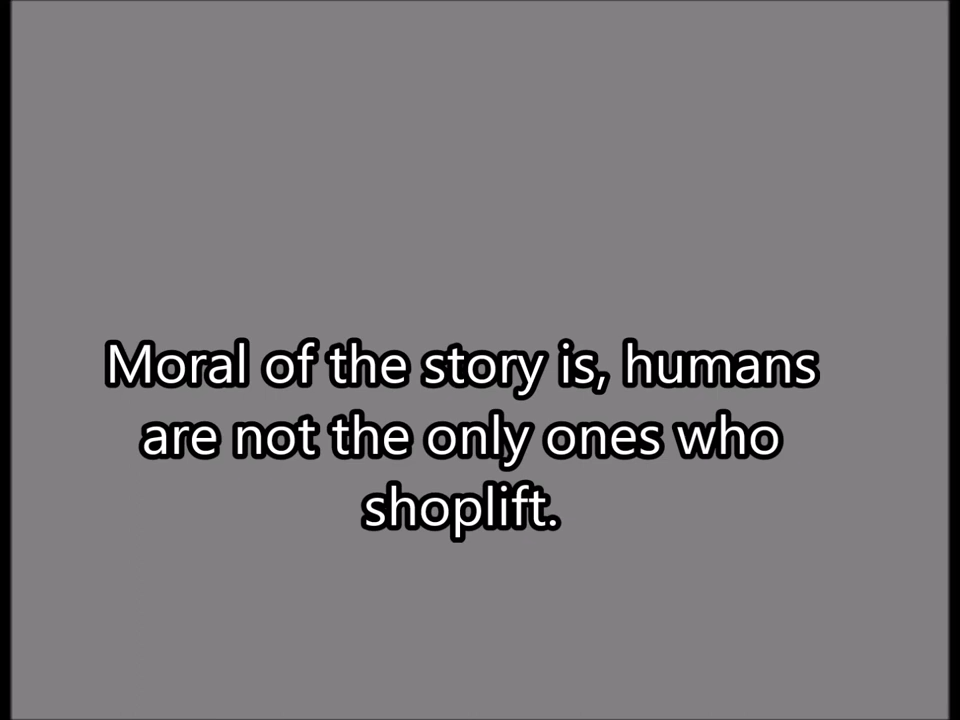 Moral of the story is, humans
are not the only ones who
shoplift.